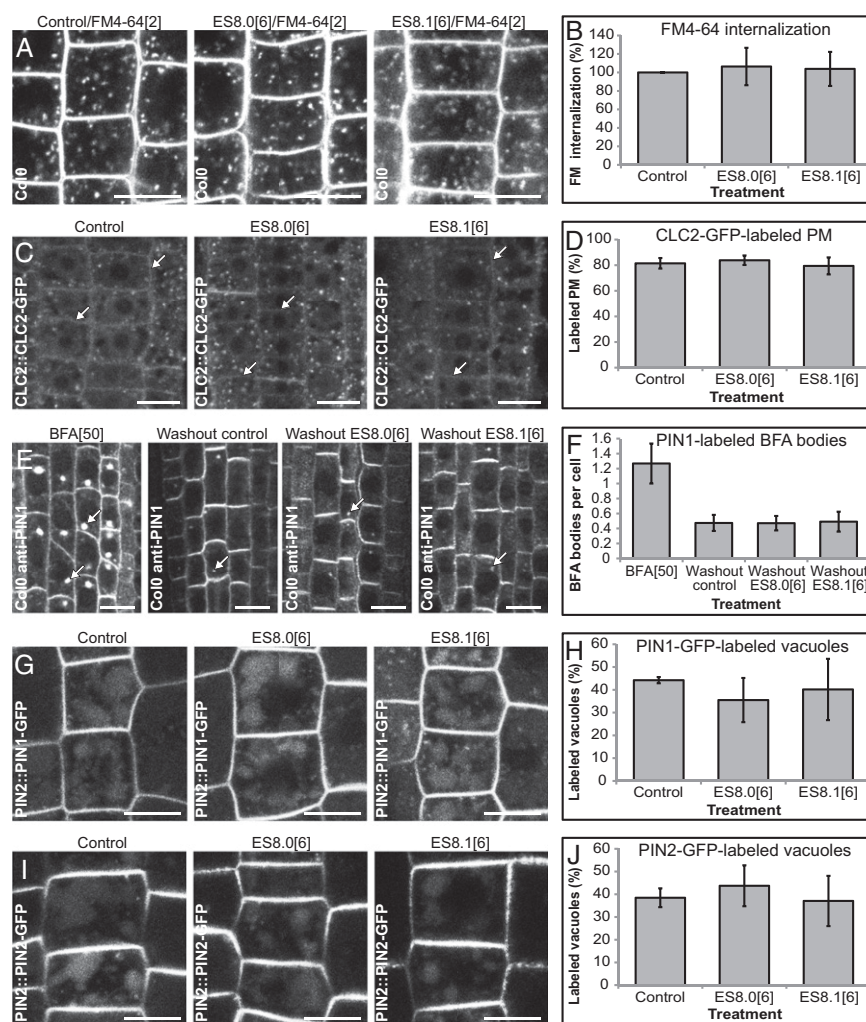 Control/FM4-64[2] ES8.0[6]/FM4-64[2] ES8.1[6]/FM4-64[2]
A
Col0 Col0 Col0
B
FM4-64 internalization
FM internalization (%)
140
120
100
80
60
40
20
0
Control ES8.0[6] ES8.1[6]
Treatment
Control ES8.0[6] ES8.1[6]
C
CLC2::CLC2-GFP CLC2::CLC2-GFP CLC2::CLC2-GFP
D
CLC2-GFP-labeled PM
Labeled PM (%)
100
80
60
40
20
0
Control ES8.0[6] ES8.1[6]
Treatment
BFA[50] Washout control Washout ES8.0[6] Washout ES8.1[6]
E
Col0 anti-PIN1 Col0 anti-PIN1 Col0 anti-PIN1 Col0 anti-PIN1
F
PIN1-labeled BFA bodies
BFA bodies per cell
1.6
1.4
1.2
1
0.8
0.6
0.4
0.2
0
BFA[50] Washout Washout Washout
control ES8.0[6] ES8.1[6]
Treatment
Control ES8.0[6] ES8.1[6]
G
PIN2::PIN1-GFP PIN2::PIN1-GFP PIN2::PIN1-GFP
H
PIN1-GFP-labeled vacuoles
Labeled vacuoles (%)
60
50
40
30
20
10
0
Control ES8.0[6] ES8.1[6]
Treatment
Control ES8.0[6] ES8.1[6]
I
PIN2::PIN2-GFP PIN2::PIN2-GFP PIN2::PIN2-GFP
J
PIN2-GFP-labeled vacuoles
Labeled vacuoles (%)
60
50
40
30
20
10
0
Control ES8.0[6] ES8.1[6]
Treatment